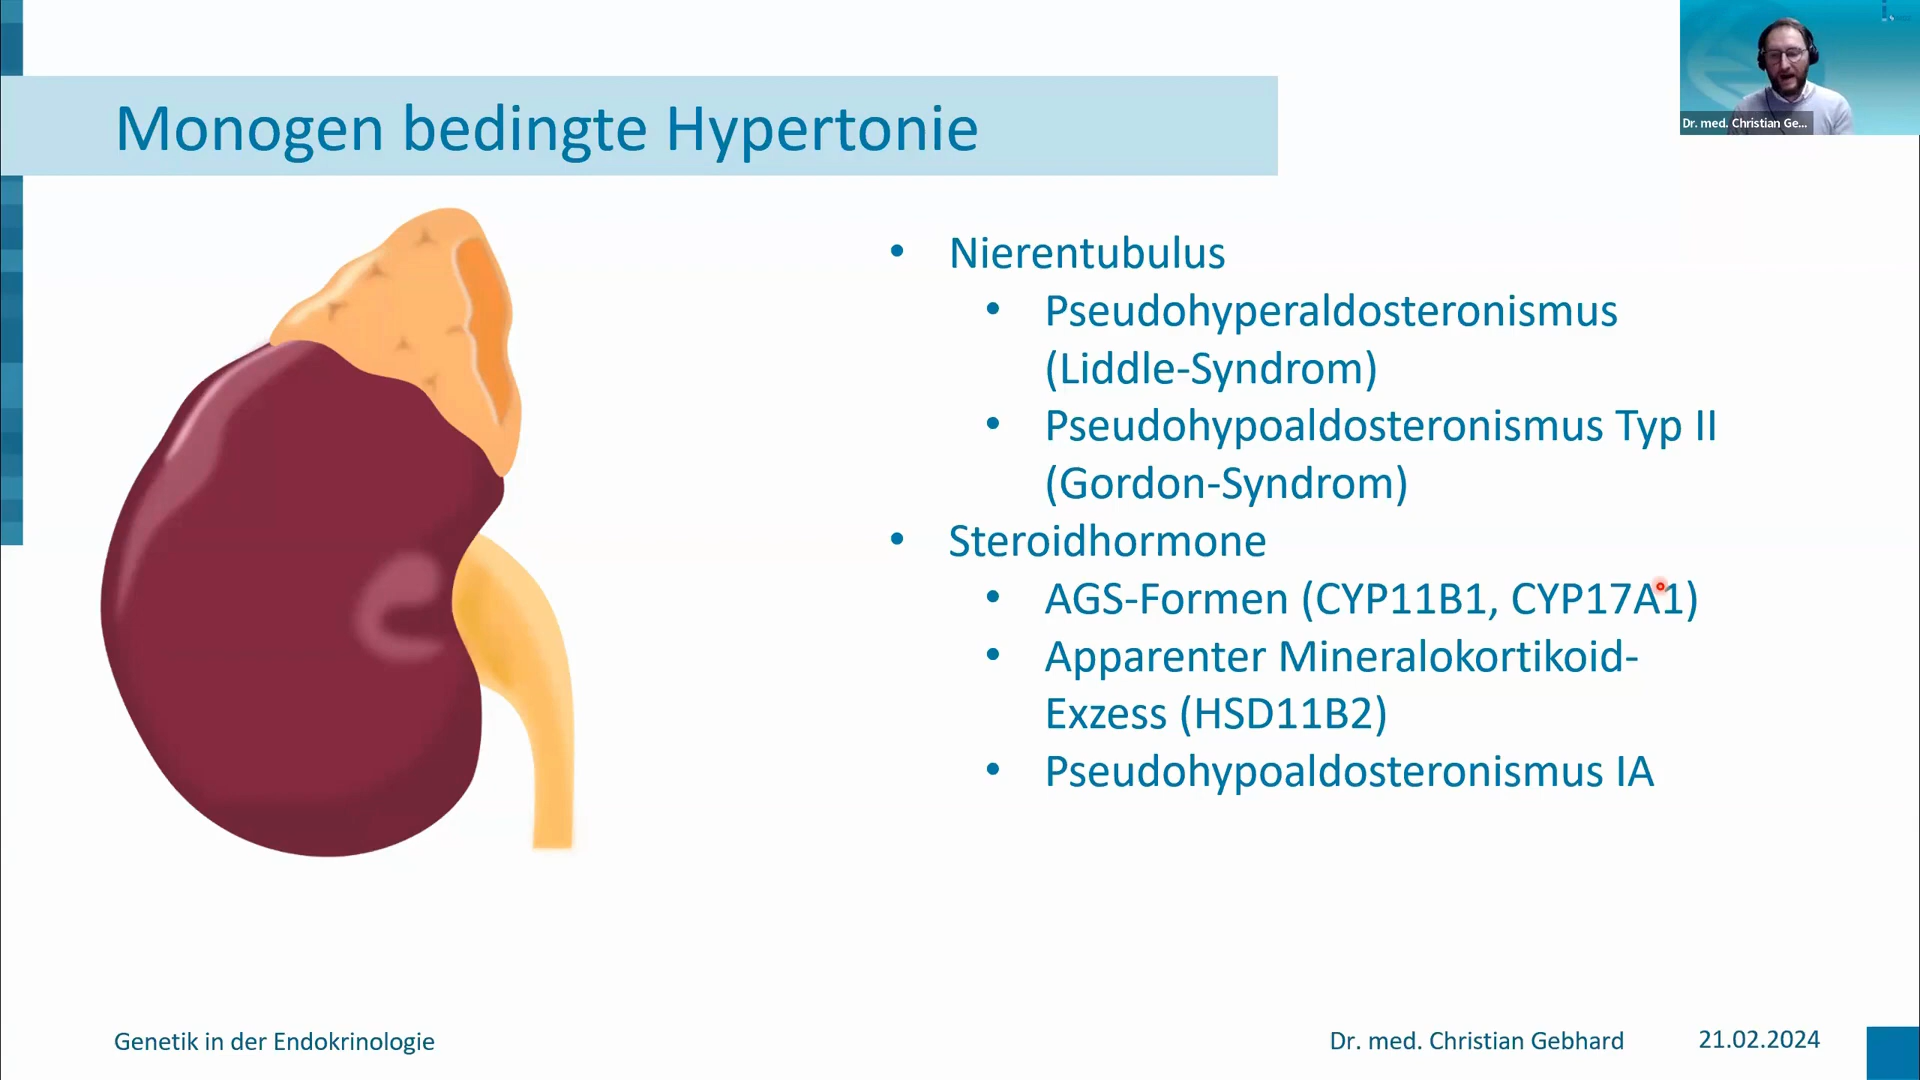 Monogen bedingte Hypertonie
Dr. med. Christian Ge...
• Nierentubulus
• Pseudohyperaldosteronismus
(Liddle-Syndrom)
• Pseudohypoaldosteronismus Typ II
(Gordon-Syndrom)
• Steroidhormone
• AGS-Formen (CYP11B1, CYP17A1)
• Apparenter Mineralokortikoid-
Exzess (HSD11B2)
• Pseudohypoaldosteronismus IA
Genetik in der Endokrinologie
Dr. med. Christian Gebhard
21.02.2024